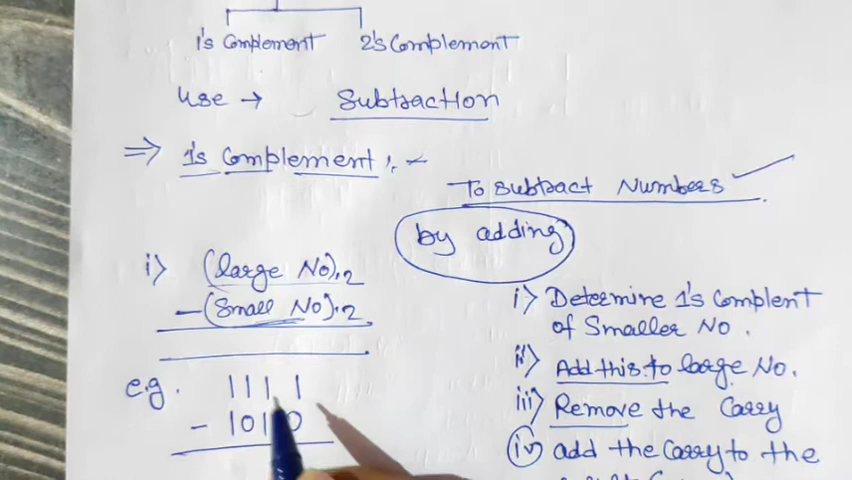 1's Complement 2's Complement
Use → Subtraction
⇒ 1's Complement :-
To Subtract Numbers ✓
by adding
i) (large No).2
-(Small No).2
e.g. 1111
- 1010
i) Determine 1's Complent
of Smaller No.
ii) Add this to large No.
iii) Remove the Carry
iv) add the Carry to the